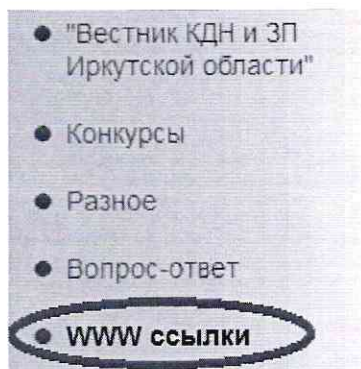 "Вестник КДН и ЗП
Иркутской области"
Конкурсы
Разное
Вопрос-ответ
WWW ссылки